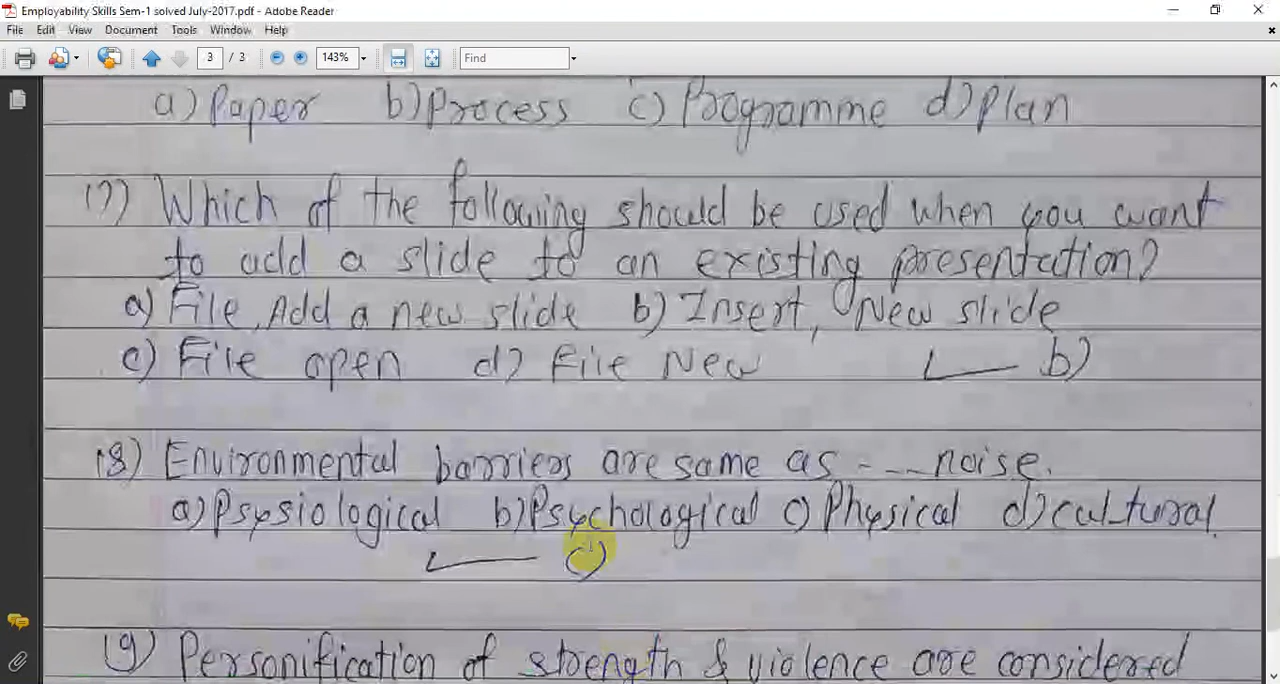 Employability Skills Sem-1 solved July-2017.pdf - Adobe Reader
File Edit View Document Tools Window Help
3 / 3 143% Find
a) Paper b) Process c) Programme d) Plan
17) Which of the following should be used when you want
to add a slide to an existing presentation?
a) File, Add a new slide b) Insert, New slide
c) File open d) File New b)
18) Environmental barriers are same as ---- noise.
a) Psysiological b) Psychological c) Physical d) cultural.
c)
19) Personification of strength & violence are considered